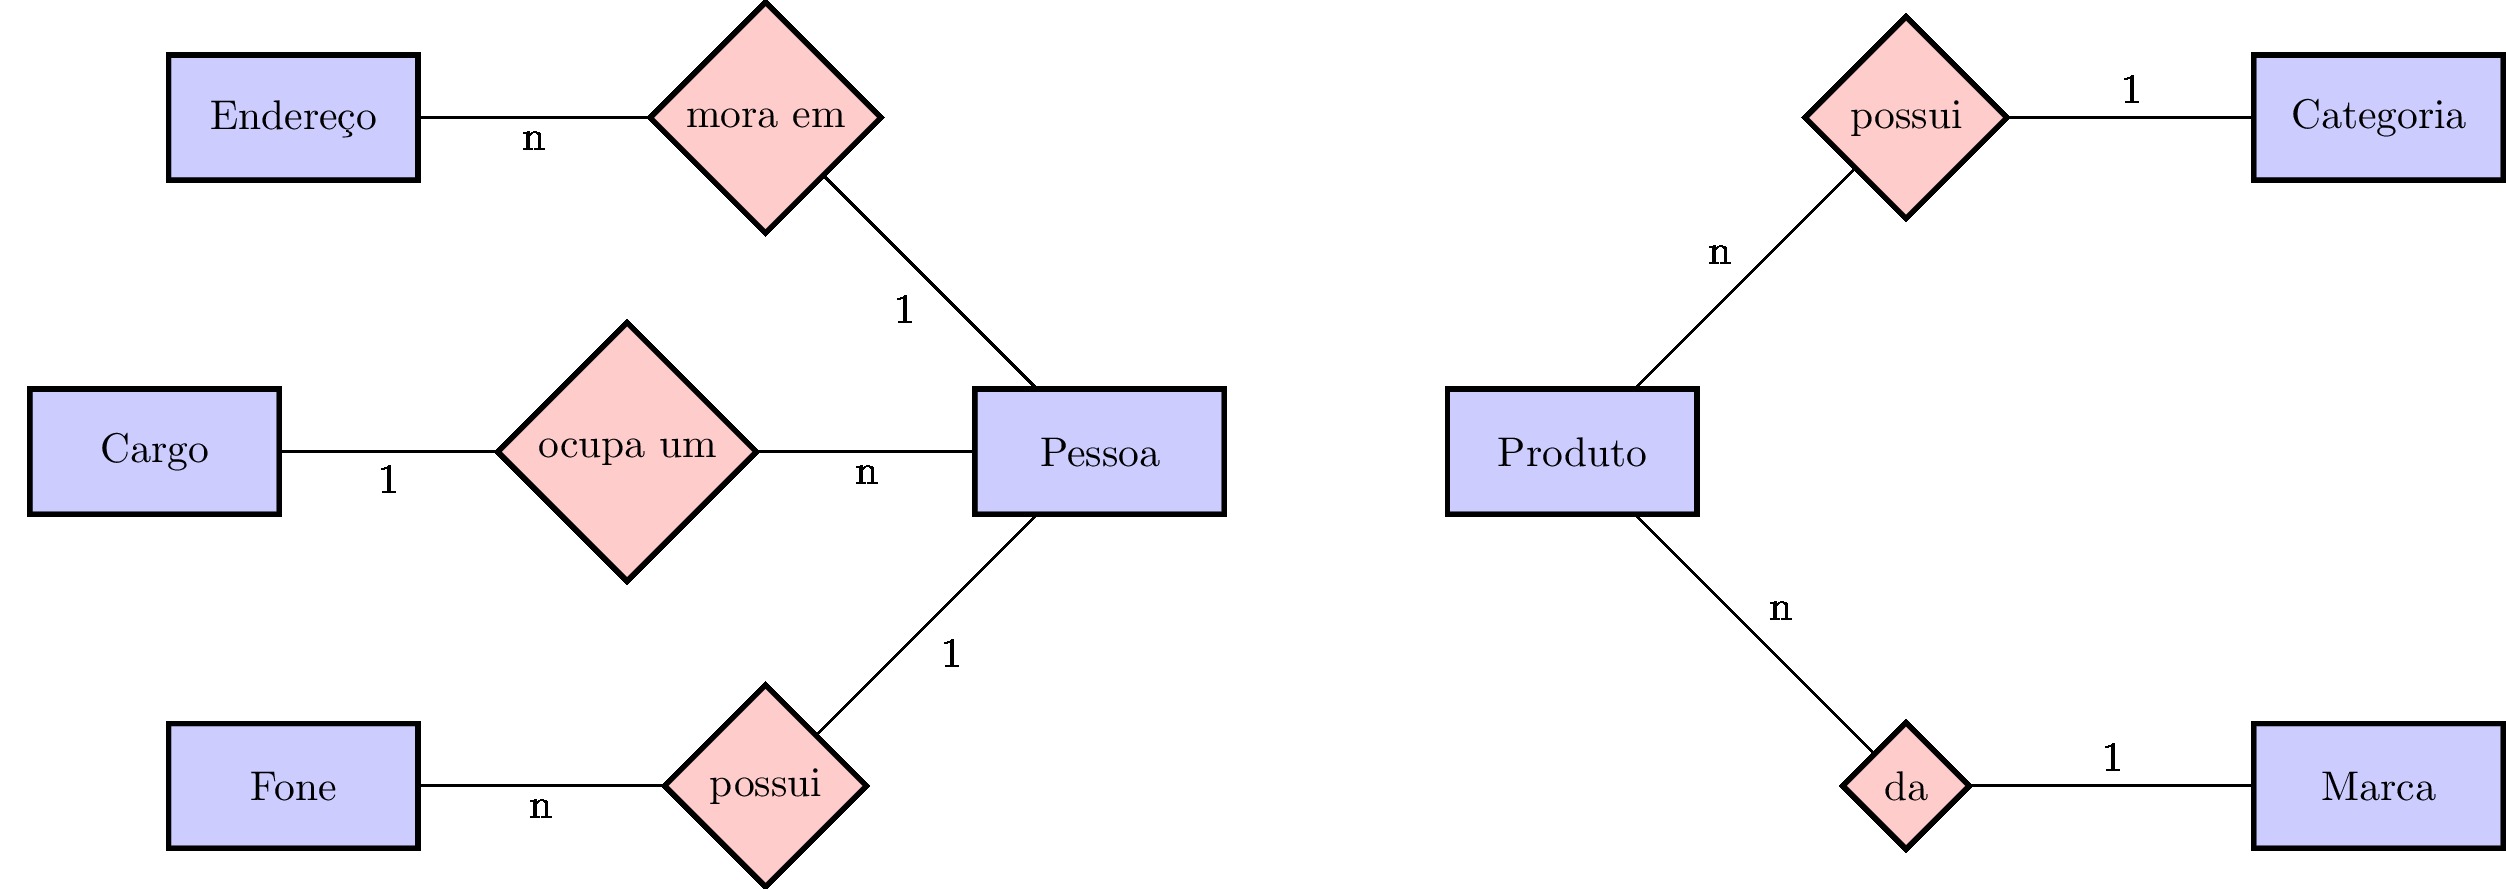 Endereço
n
mora em
1
Cargo
1
ocupa um
n
Pessoa
Fone
n
possui
1
possui
1
Categoria
n
Produto
n
da
1
Marca